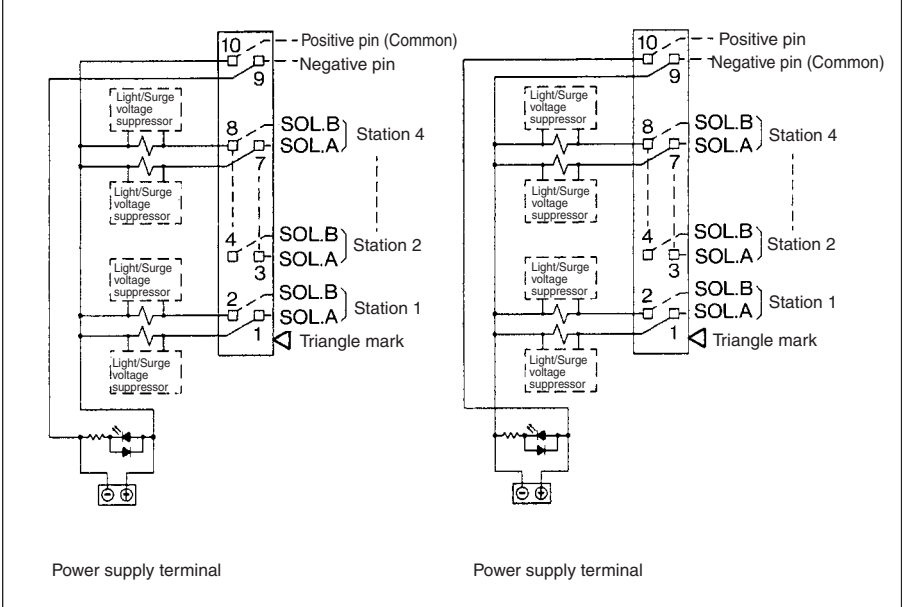 10
Positive pin (Common)
Negative pin
9
Light/Surge
voltage
suppressor
8
SOL.B
SOL.A
Station 4
7
Light/Surge
voltage
suppressor
4
SOL.B
SOL.A
Station 2
3
Light/Surge
voltage
suppressor
2
SOL.B
SOL.A
Station 1
1
Triangle mark
Light/Surge
voltage
suppressor
⊖ ⊕
Power supply terminal
10
Positive pin
Negative pin (Common)
9
Light/Surge
voltage
suppressor
8
SOL.B
SOL.A
Station 4
7
Light/Surge
voltage
suppressor
4
SOL.B
SOL.A
Station 2
3
Light/Surge
voltage
suppressor
2
SOL.B
SOL.A
Station 1
1
Triangle mark
Light/Surge
voltage
suppressor
⊖ ⊕
Power supply terminal